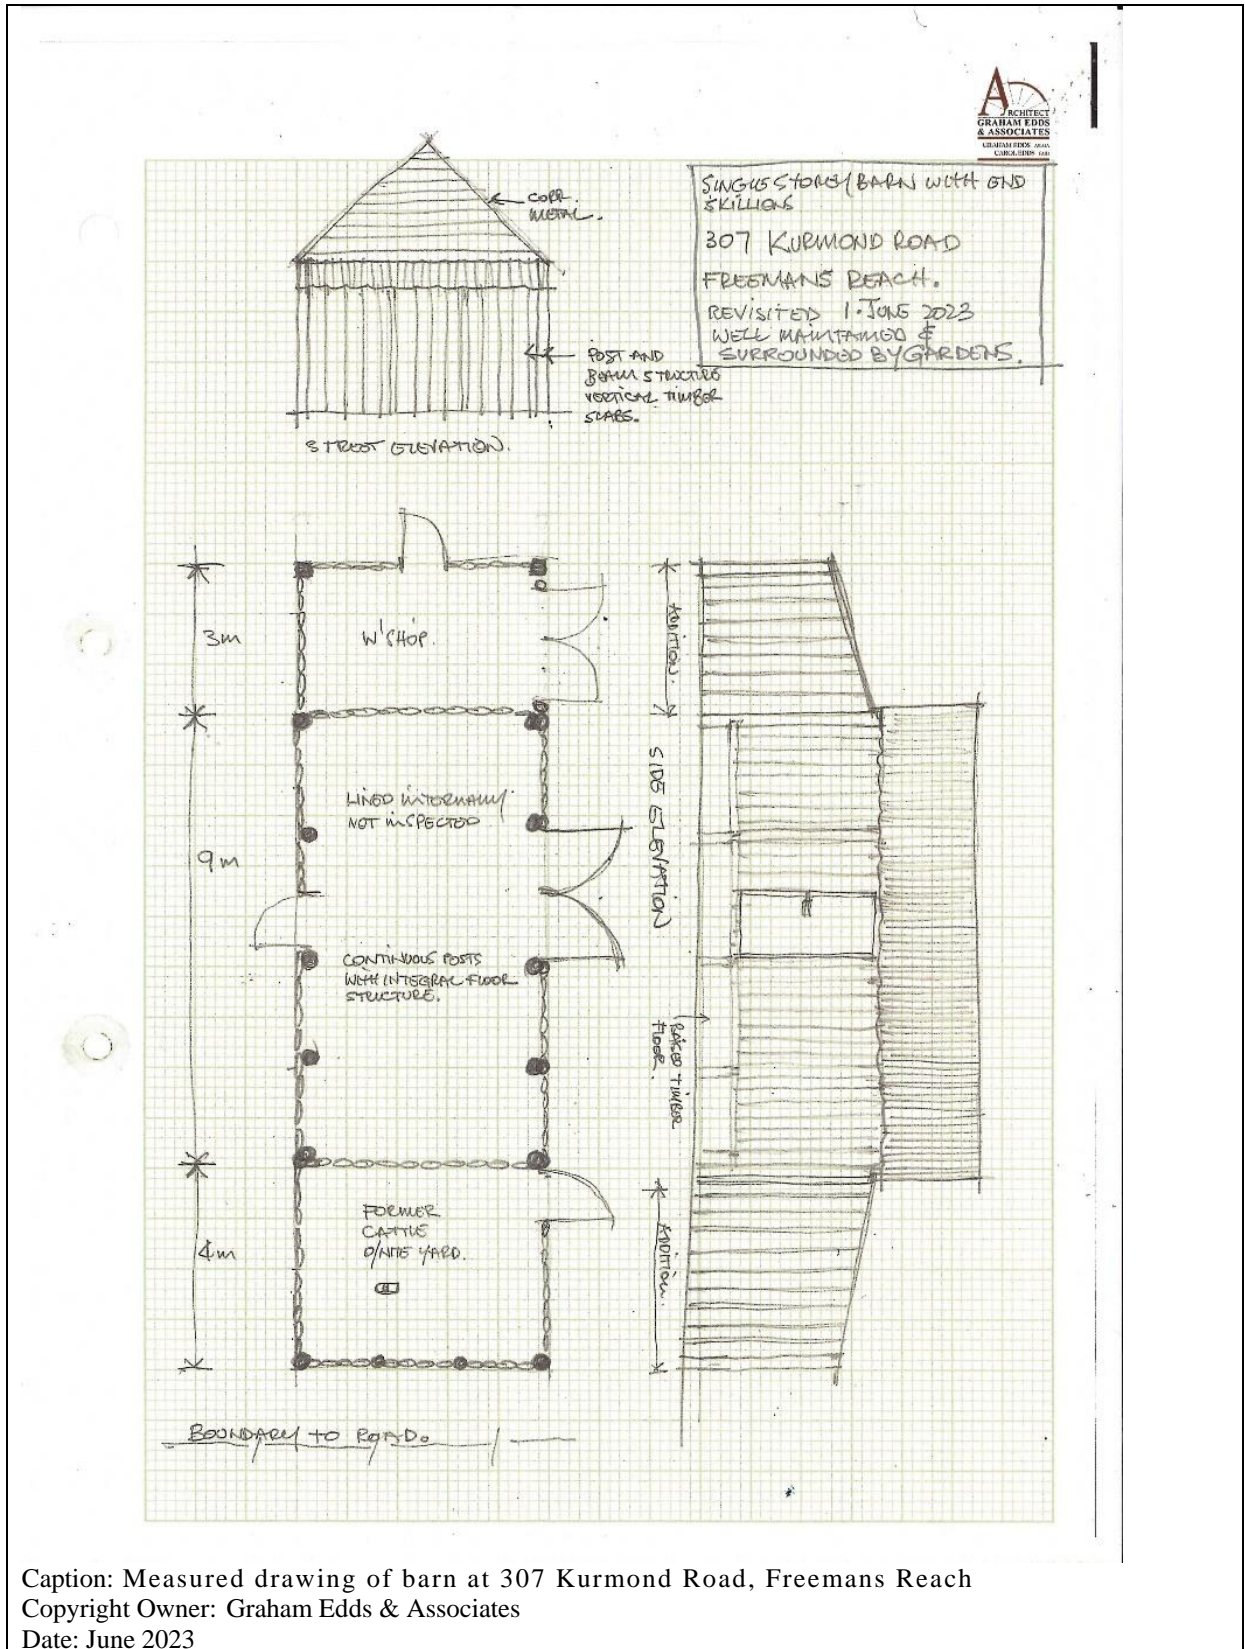 ARCHITECT
GRAHAM EDDS
& ASSOCIATES
GRAHAM EDDS
CAROL EDDS
CORR.
METAL.
SINGLE STOREY BARN WITH END
SKILLIONS
307 KURMOND ROAD
FREEMANS REACH.
REVISITED 1. JUNE 2023
WELL MAINTAINED &
SURROUNDED BY GARDENS.
POST AND
BEAM STRUCTURE
VERTICAL TIMBER
SLABS.
STREET ELEVATION.
3m
W'SHOP.
ADDITION.
LINED INTERNALLY
NOT INSPECTED
9m
SIDE ELEVATION
CONTINUOUS POSTS
WITH INTEGRAL FLOOR
STRUCTURE.
RAISED TIMBER
FLOOR.
FORMER
CATTLE
O/NITE YARD.
4m
ADDITION.
BOUNDARY TO ROAD.
Caption: Measured drawing of barn at 307 Kurmond Road, Freemans Reach
Copyright Owner: Graham Edds & Associates
Date: June 2023